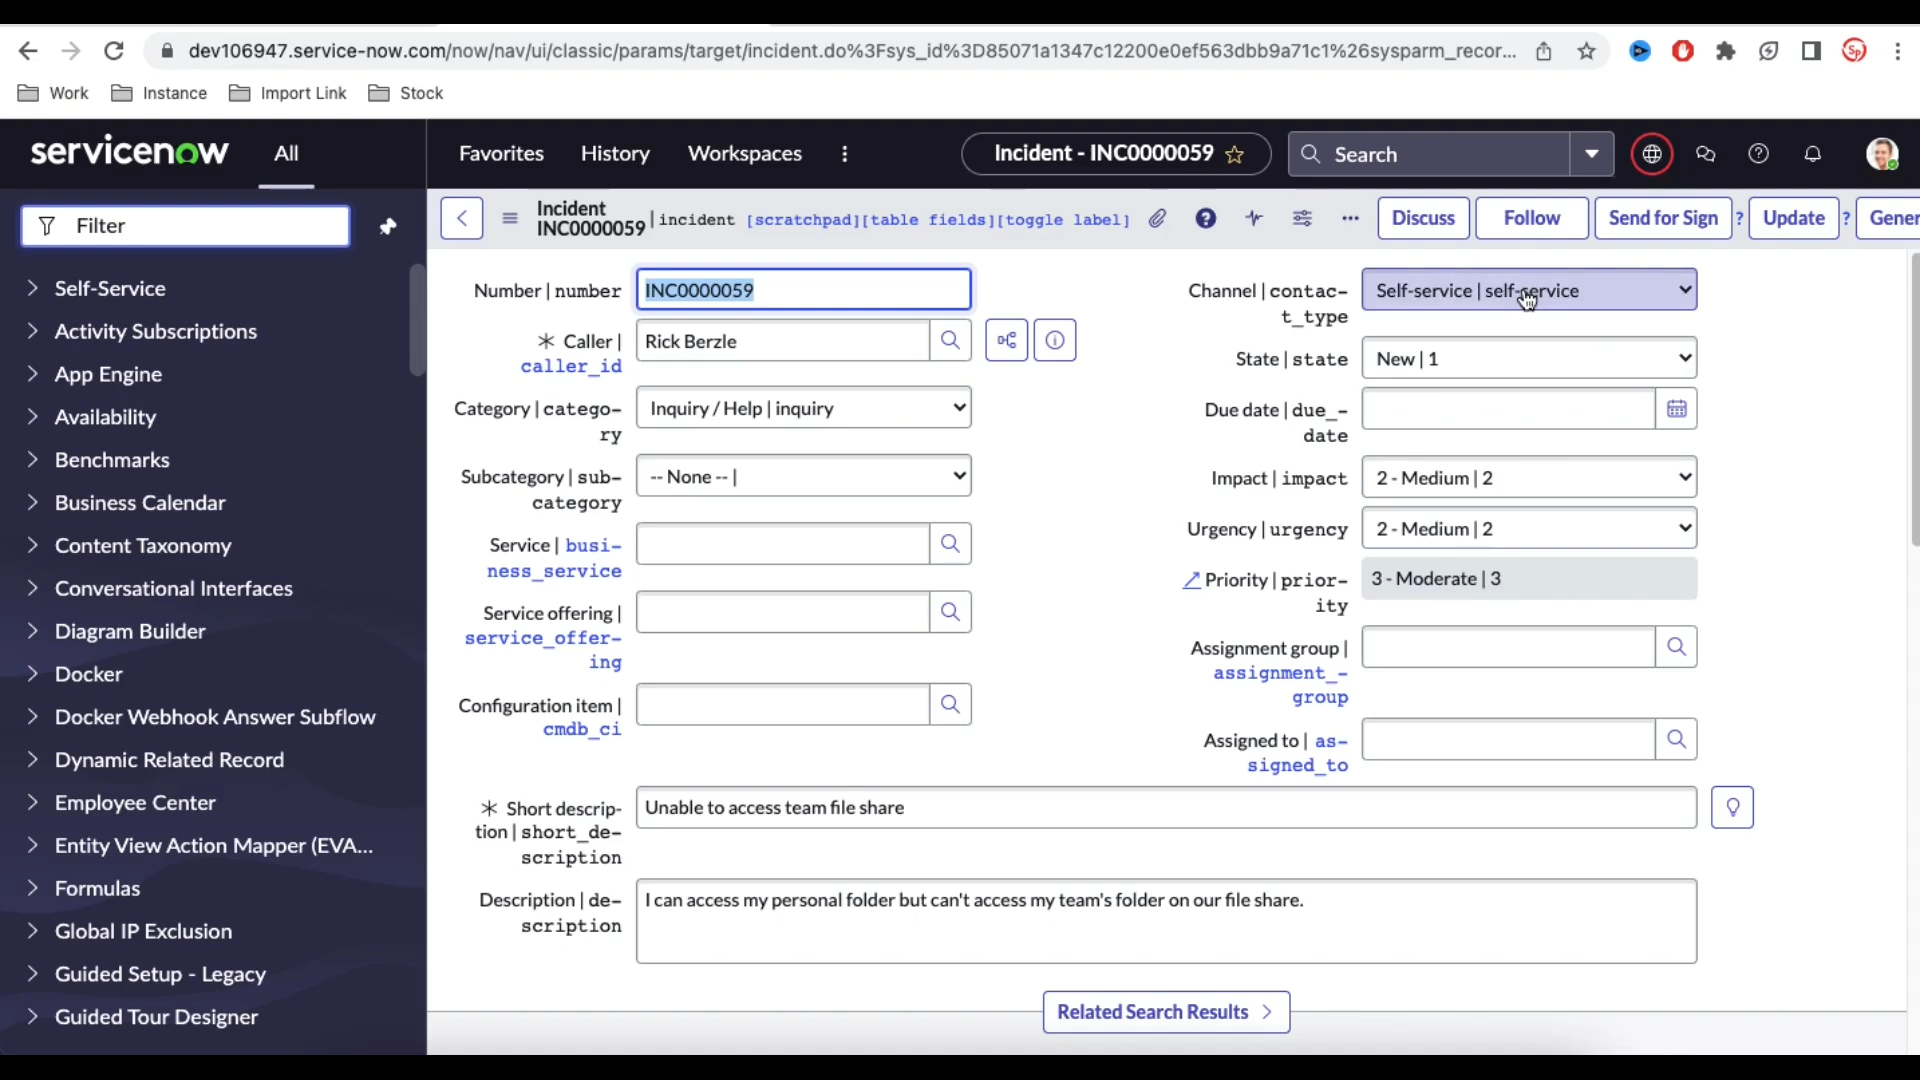 dev106947.service-now.com/now/nav/ui/classic/params/target/incident.do%3Fsys_id%3D85071a1347c12200e0ef563dbb9a71c1%26sysparm_recor...
Sp
Work Instance Import Link Stock
servicenow All Favorites History Workspaces Incident - INC0000059 Search
Filter
Incident
INC0000059 | incident [scratchpad][table fields][toggle label] Discuss Follow Send for Sign ? Update ? Gener
Self-Service
Activity Subscriptions
App Engine
Availability
Benchmarks
Business Calendar
Content Taxonomy
Conversational Interfaces
Diagram Builder
Docker
Docker Webhook Answer Subflow
Dynamic Related Record
Employee Center
Entity View Action Mapper (EVA...
Formulas
Global IP Exclusion
Guided Setup - Legacy
Guided Tour Designer
Number | number INC0000059
* Caller | Rick Berzle
caller_id
Category | catego- Inquiry / Help | inquiry
ry
Subcategory | sub- -- None -- |
category
Service | busi-
ness_service
Service offering |
service_offer-
ing
Configuration item |
cmdb_ci
Channel | contac- Self-service | self-service
t_type
State | state New | 1
Due date | due_-
date
Impact | impact 2 - Medium | 2
Urgency | urgency 2 - Medium | 2
Priority | prior- 3 - Moderate | 3
ity
Assignment group |
assignment_-
group
Assigned to | as-
signed_to
* Short descrip- Unable to access team file share
tion | short_de-
scription
Description | de- I can access my personal folder but can't access my team's folder on our file share.
scription
Related Search Results